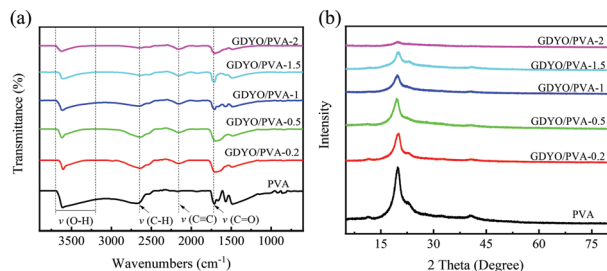 (a)
Transmittance (%)
GDYO/PVA-2
GDYO/PVA-1.5
GDYO/PVA-1
GDYO/PVA-0.5
GDYO/PVA-0.2
PVA
ν (O-H)
ν (C-H)
ν (C=C)
ν (C=O)
3500 3000 2500 2000 1500 1000
Wavenumbers (cm⁻¹)
(b)
Intensity
GDYO/PVA-2
GDYO/PVA-1.5
GDYO/PVA-1
GDYO/PVA-0.5
GDYO/PVA-0.2
PVA
15 30 45 60 75
2 Theta (Degree)